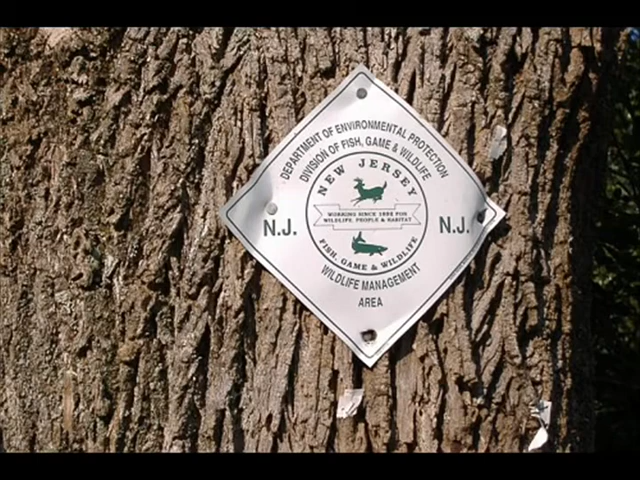 DEPARTMENT OF ENVIRONMENTAL PROTECTION
DIVISION OF FISH, GAME & WILDLIFE
NEW JERSEY
WORKING SINCE 1892 FOR
WILDLIFE, PEOPLE & HABITAT
N.J.
N.J.
FISH, GAME & WILDLIFE
WILDLIFE MANAGEMENT
AREA